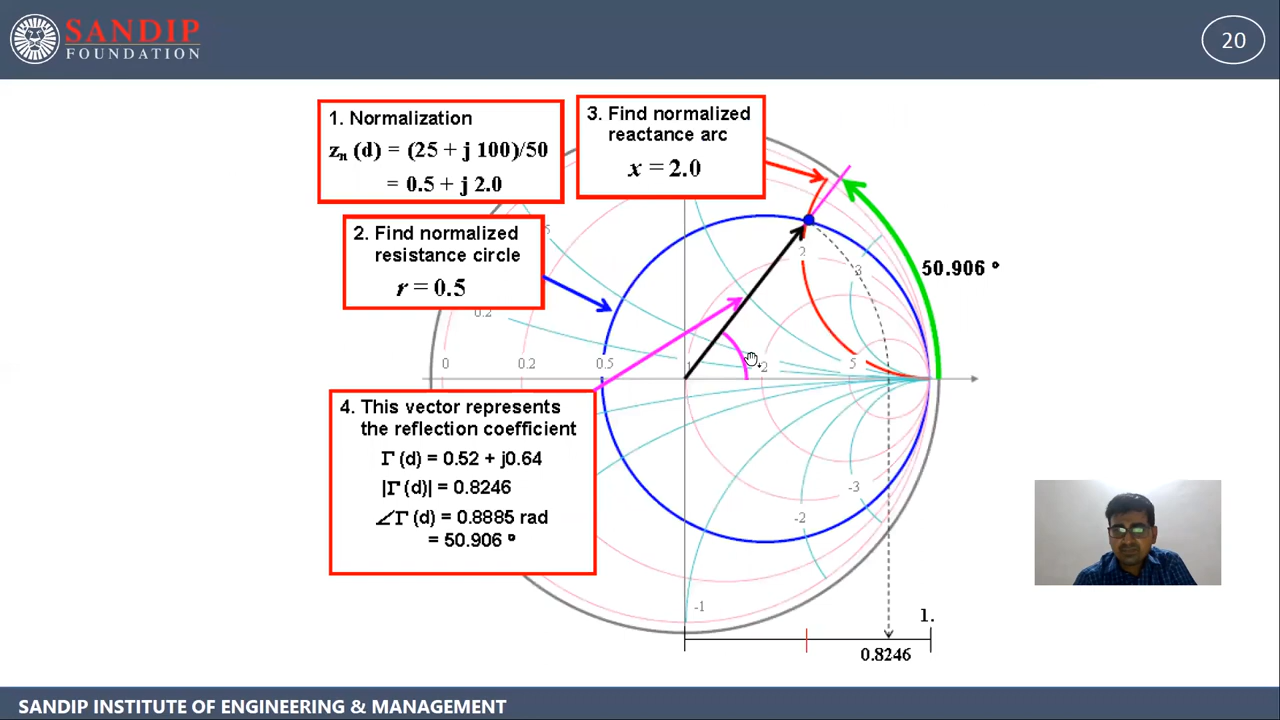 SANDIP
FOUNDATION
20
1. Normalization
zₙ (d) = (25 + j 100)/50
= 0.5 + j 2.0
3. Find normalized
reactance arc
x = 2.0
2. Find normalized
resistance circle
r = 0.5
50.906 º
2
3
0.2
0
0.2
0.5
2
5
4. This vector represents
the reflection coefficient
Γ (d) = 0.52 + j0.64
|Γ (d)| = 0.8246
∠Γ (d) = 0.8885 rad
= 50.906 º
-3
-2
-1
1.
0.8246
SANDIP INSTITUTE OF ENGINEERING & MANAGEMENT